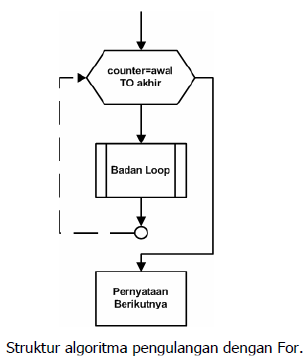 counter=awal
TO akhir
Badan Loop
Pernyataan
Berikutnya
Struktur algoritma pengulangan dengan For.